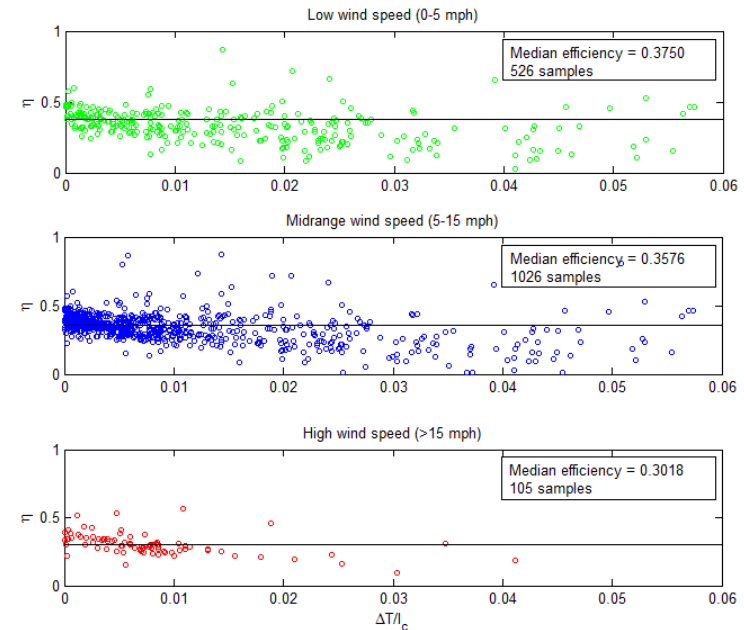 Low wind speed (0-5 mph)
1
Median efficiency = 0.3750
526 samples
η
0.5
0
0 0.01 0.02 0.03 0.04 0.05 0.06
Midrange wind speed (5-15 mph)
1
Median efficiency = 0.3576
1026 samples
η
0.5
0
0 0.01 0.02 0.03 0.04 0.05 0.06
High wind speed (>15 mph)
1
Median efficiency = 0.3018
105 samples
η
0.5
0
0 0.01 0.02 0.03 0.04 0.05 0.06
ΔT/I_c